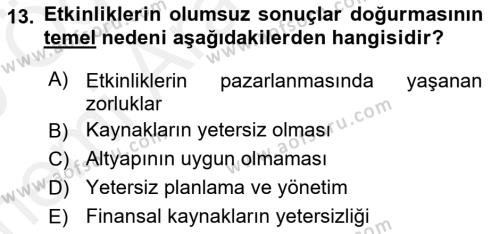 13. Etkinliklerin olumsuz sonuçlar doğurmasının
temel nedeni aşağıdakilerden hangisidir?
A) Etkinliklerin pazarlanmasında yaşanan
zorluklar
B) Kaynakların yetersiz olması
C) Altyapının uygun olmaması
D) Yetersiz planlama ve yönetim
E) Finansal kaynakların yetersizliği